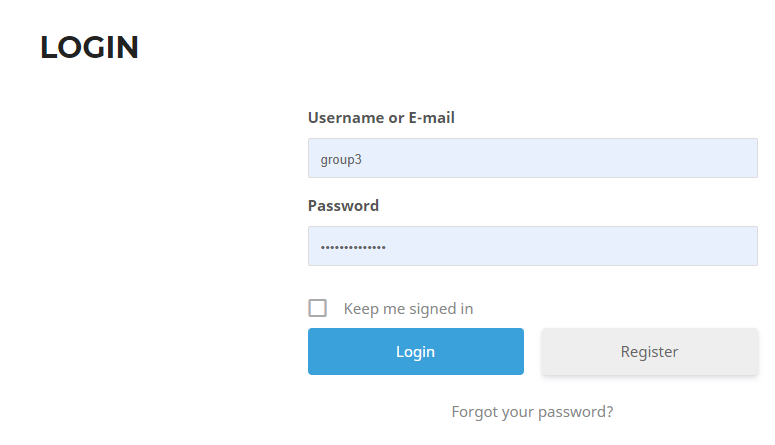 LOGIN
Username or E-mail
group3
Password
••••••••••••••
Keep me signed in
Login
Register
Forgot your password?